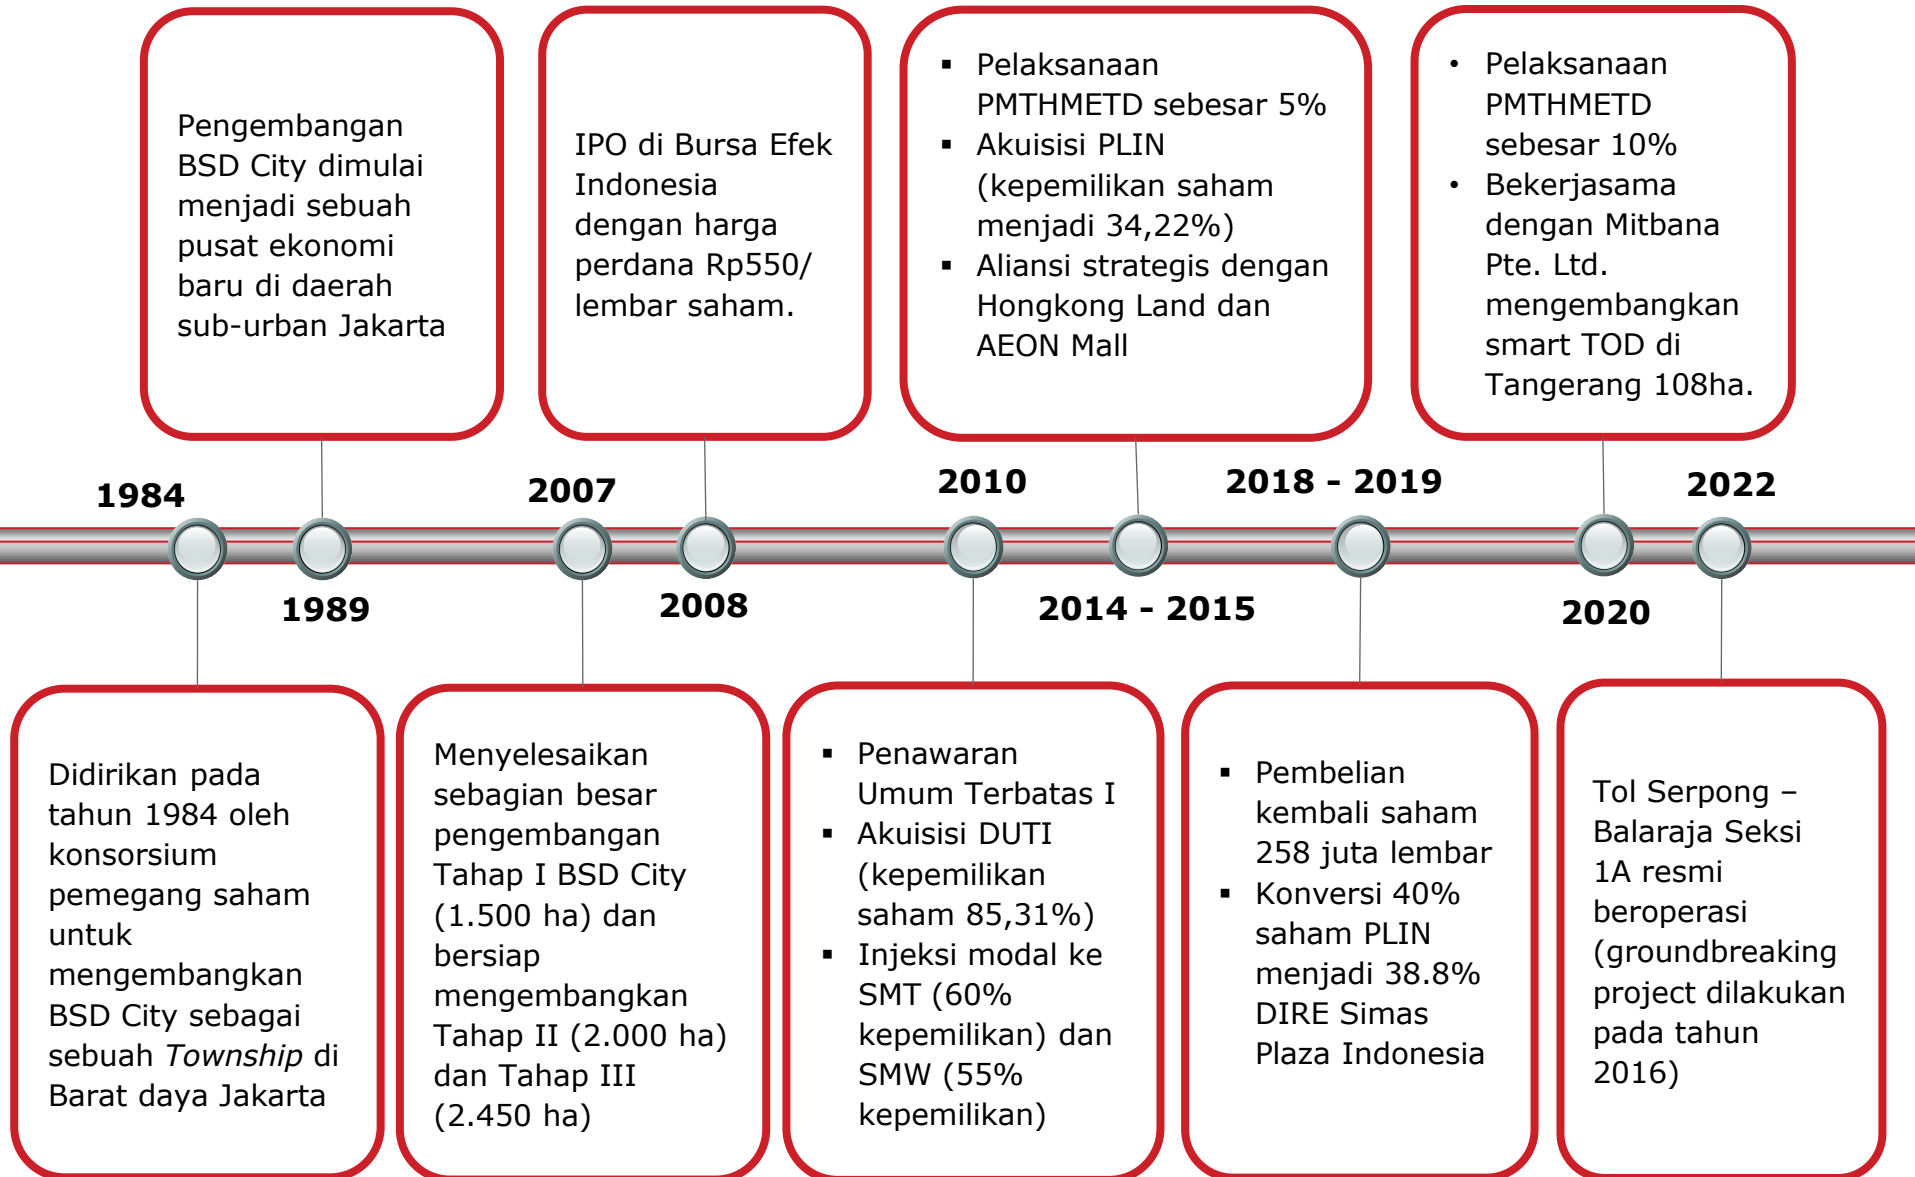 Pengembangan
BSD City dimulai
menjadi sebuah
pusat ekonomi
baru di daerah
sub-urban Jakarta
IPO di Bursa Efek
Indonesia
dengan harga
perdana Rp550/
lembar saham.
▪ Pelaksanaan
PMTHMETD sebesar 5%
▪ Akuisisi PLIN
(kepemilikan saham
menjadi 34,22%)
▪ Aliansi strategis dengan
Hongkong Land dan
AEON Mall
• Pelaksanaan
PMTHMETD
sebesar 10%
• Bekerjasama
dengan Mitbana
Pte. Ltd.
mengembangkan
smart TOD di
Tangerang 108ha.
1984
2007
2010
2018 - 2019
2022
1989
2008
2014 - 2015
2020
Didirikan pada
tahun 1984 oleh
konsorsium
pemegang saham
untuk
mengembangkan
BSD City sebagai
sebuah Township di
Barat daya Jakarta
Menyelesaikan
sebagian besar
pengembangan
Tahap I BSD City
(1.500 ha) dan
bersiap
mengembangkan
Tahap II (2.000 ha)
dan Tahap III
(2.450 ha)
▪ Penawaran
Umum Terbatas I
▪ Akuisisi DUTI
(kepemilikan
saham 85,31%)
▪ Injeksi modal ke
SMT (60%
kepemilikan) dan
SMW (55%
kepemilikan)
▪ Pembelian
kembali saham
258 juta lembar
▪ Konversi 40%
saham PLIN
menjadi 38.8%
DIRE Simas
Plaza Indonesia
Tol Serpong –
Balaraja Seksi
1A resmi
beroperasi
(groundbreaking
project dilakukan
pada tahun
2016)